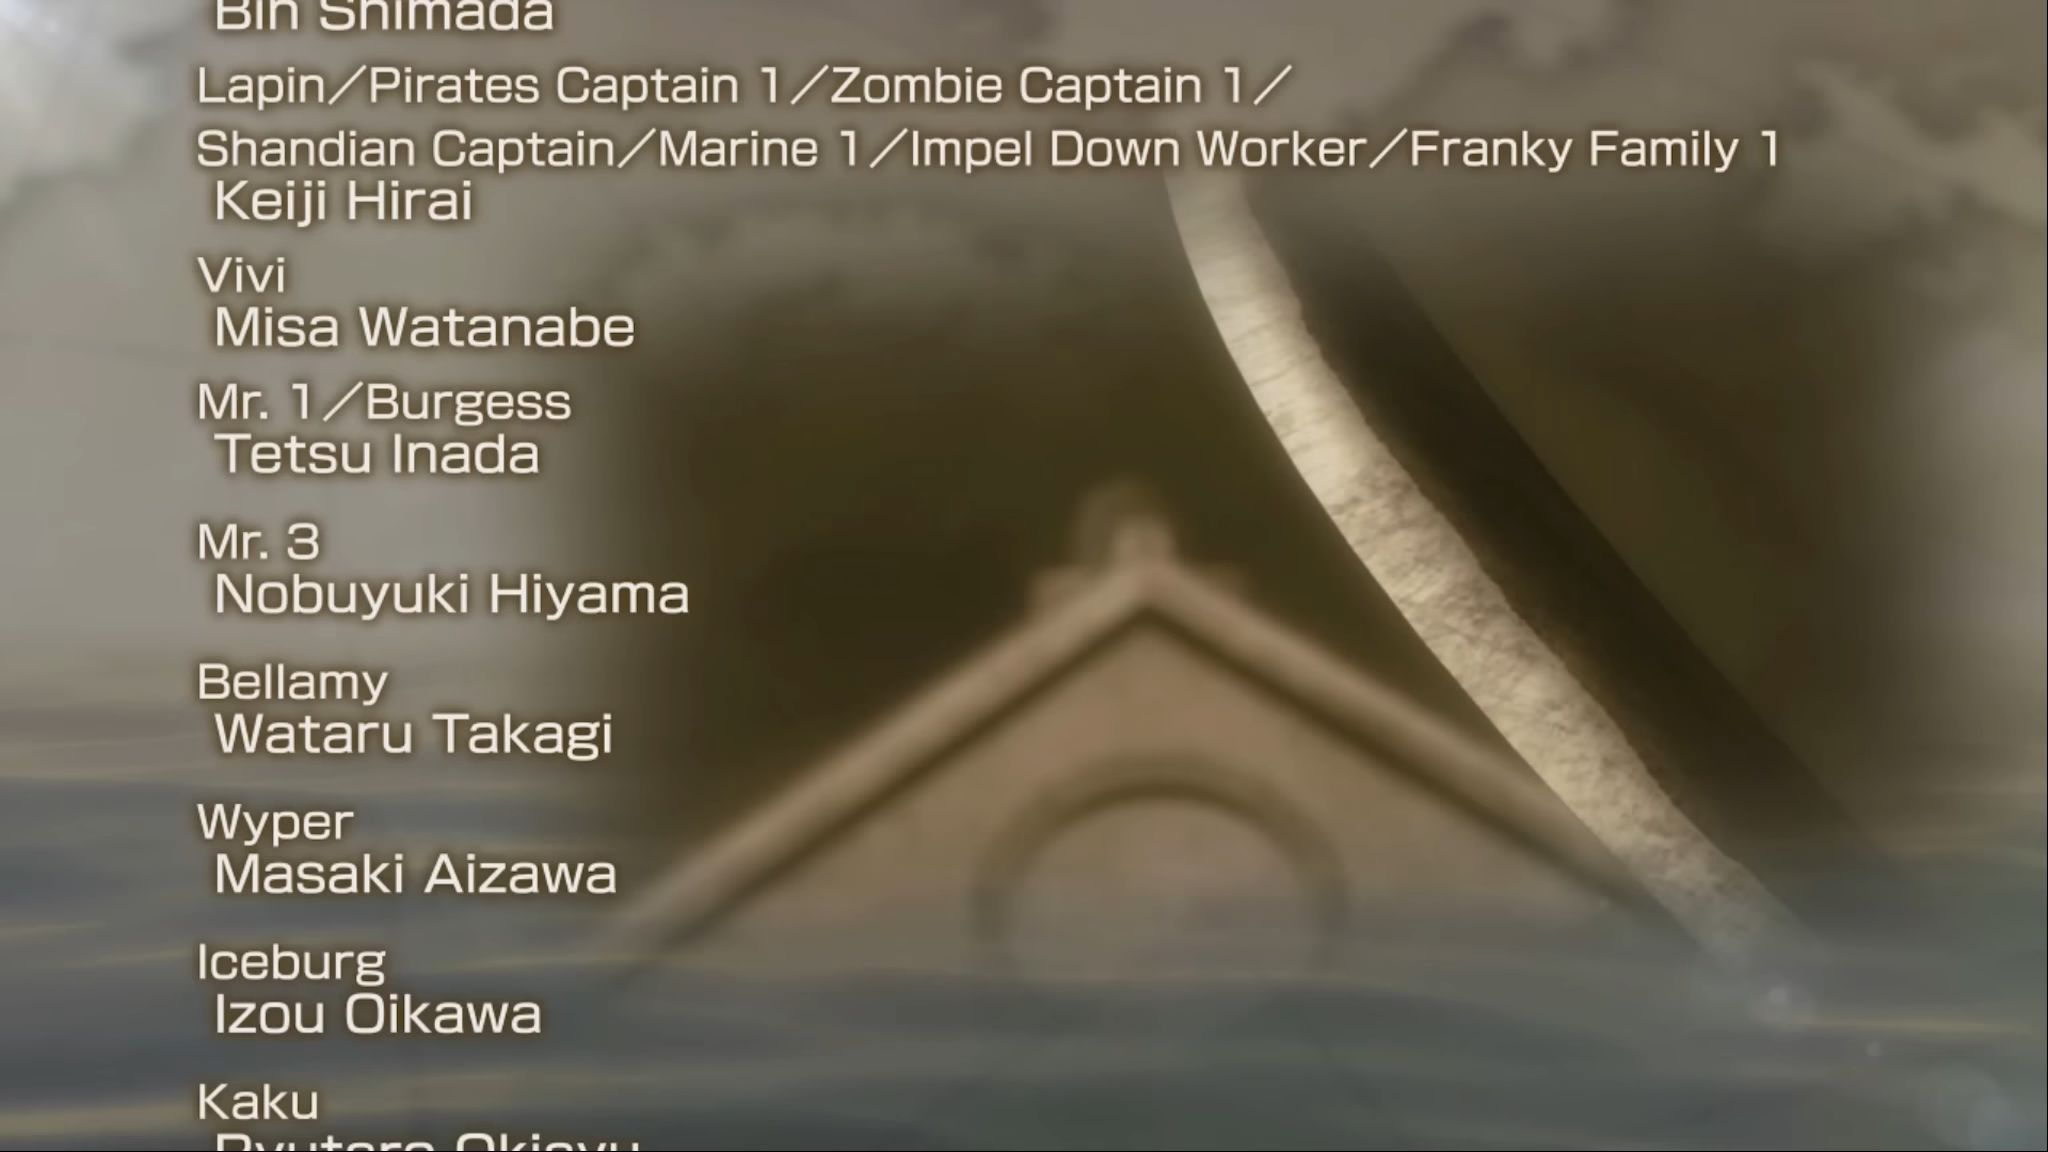 Bin Shimada
Lapin／Pirates Captain 1／Zombie Captain 1／
Shandian Captain／Marine 1／Impel Down Worker／Franky Family 1
Keiji Hirai
Vivi
Misa Watanabe
Mr. 1／Burgess
Tetsu Inada
Mr. 3
Nobuyuki Hiyama
Bellamy
Wataru Takagi
Wyper
Masaki Aizawa
Iceburg
Izou Oikawa
Kaku